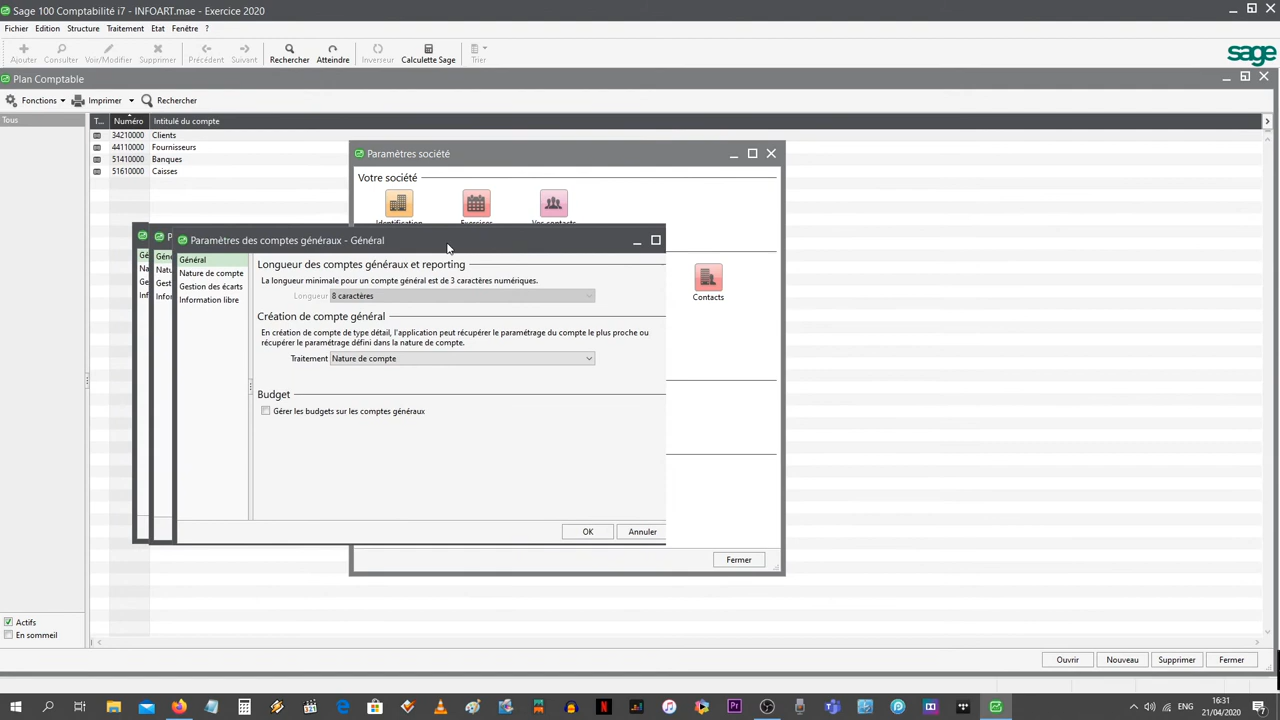 Sage 100 Comptabilité i7 - INFOART.mae - Exercice 2020
Fichier Edition Structure Traitement Etat Fenêtre ?
Ajouter Consulter Voir/Modifier Supprimer Précédent Suivant Rechercher Atteindre Inverseur Calculette Sage Trier
sage
Plan Comptable
Fonctions Imprimer Rechercher
Tous
T... Numéro Intitulé du compte
34210000 Clients
44110000 Fournisseurs
51410000 Banques
51610000 Caisses
Paramètres société
Votre société
Identification Exercices Vos contacts
Contacts
Paramètres des comptes généraux - Général
Général
Nature de compte
Gestion des écarts
Information libre
Longueur des comptes généraux et reporting
La longueur minimale pour un compte général est de 3 caractères numériques.
Longueur 8 caractères
Création de compte général
En création de compte de type détail, l'application peut récupérer le paramétrage du compte le plus proche ou
récupérer le paramétrage défini dans la nature de compte.
Traitement Nature de compte
Budget
Gérer les budgets sur les comptes généraux
OK Annuler
Fermer
Actifs
En sommeil
Ouvrir Nouveau Supprimer Fermer
ENG
16:31
21/04/2020